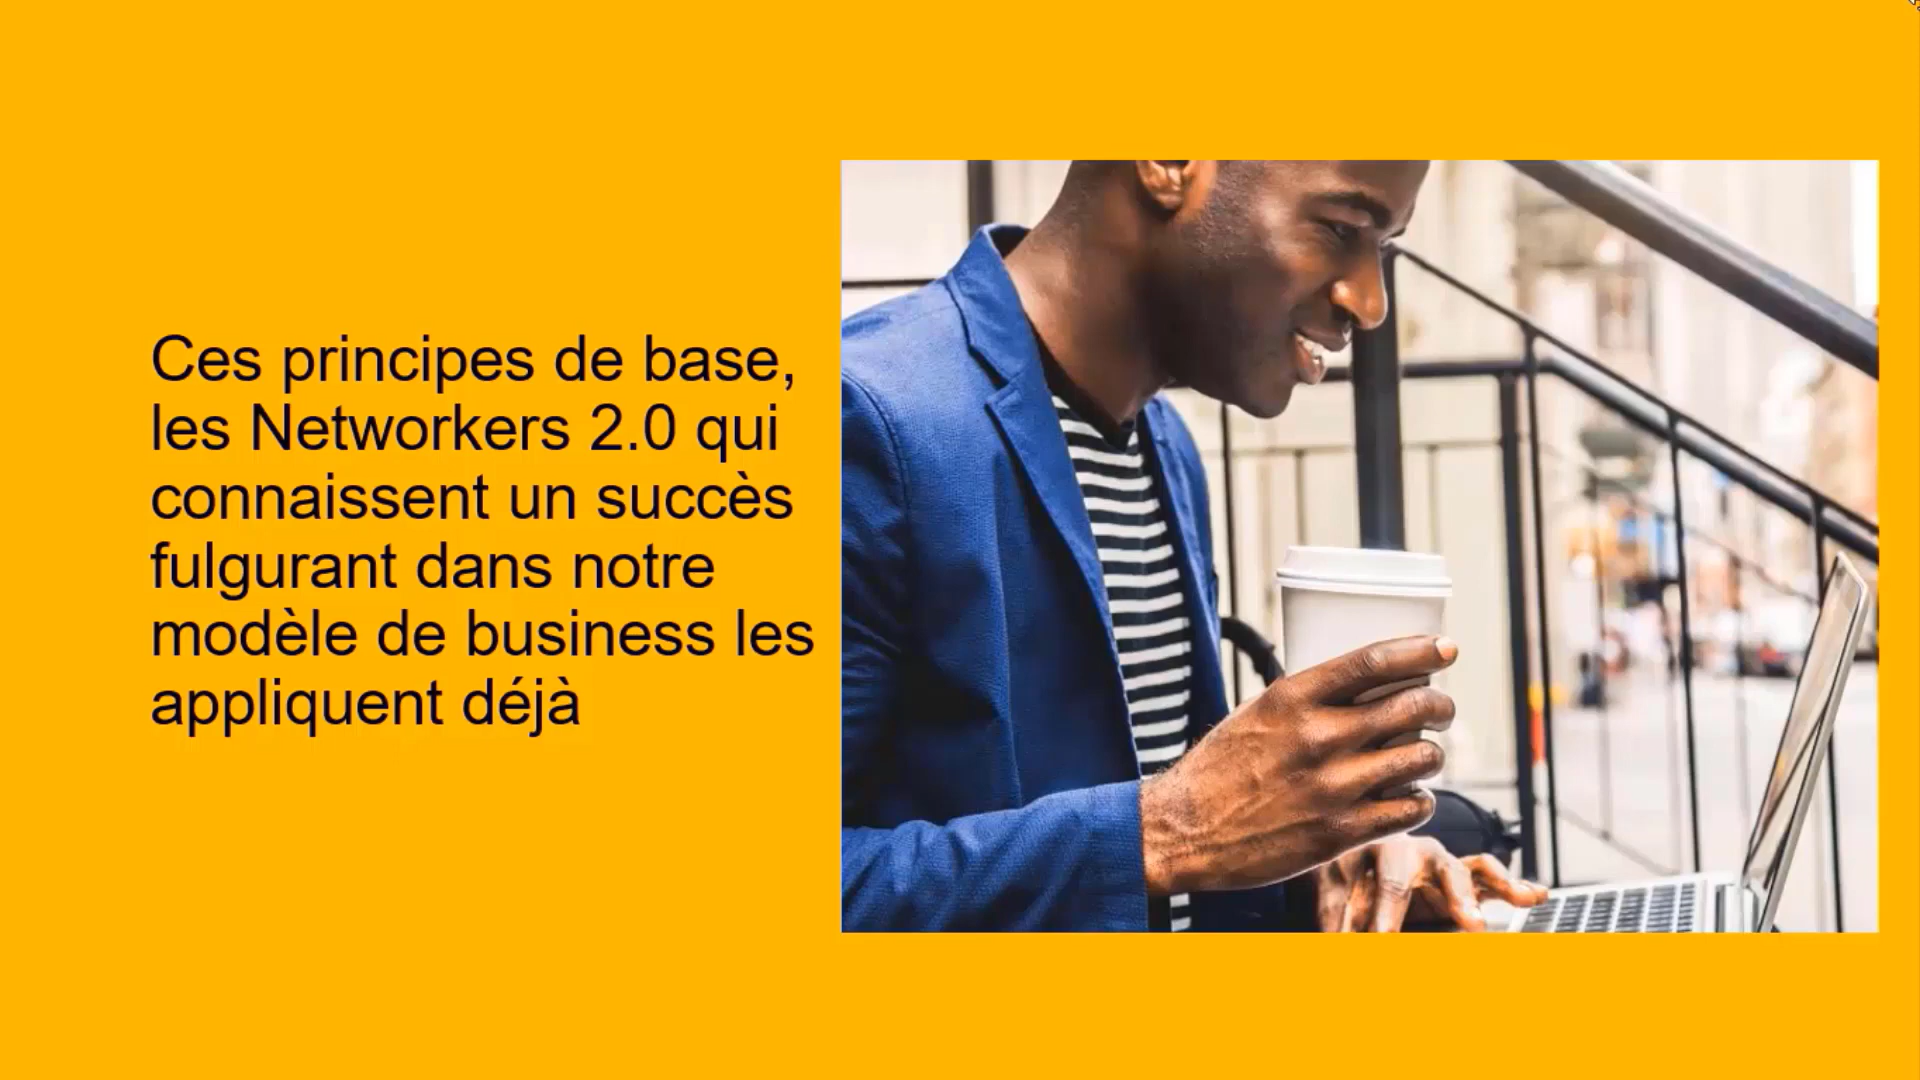 Ces principes de base,
les Networkers 2.0 qui
connaissent un succès
fulgurant dans notre
modèle de business les
appliquent déjà